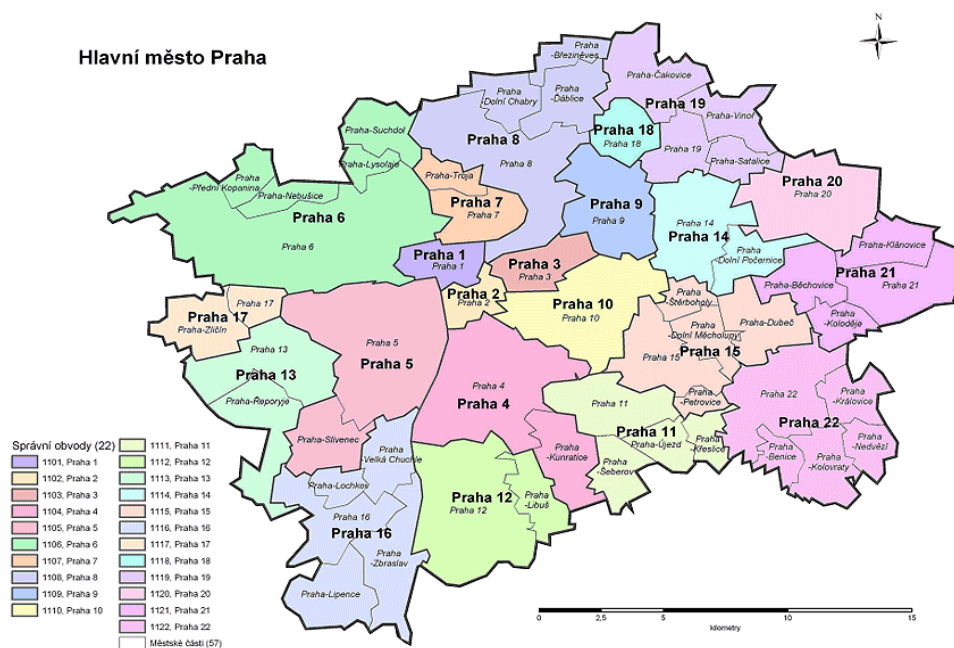 Hlavní město Praha
N
Praha
-Březiněves
Praha-Čakovice
Praha
Dolní Chabry
Praha
-Ďáblice
Praha 19
Praha-Vinoř
Praha-Suchdol
Praha 8
Praha 18
Praha 18
Praha 8
Praha 19
Praha-Satalice
Praha-Lysolaje
Praha-Troja
Praha
-Přední Kopanina
Praha-Nebušice
Praha 20
Praha 20
Praha 6
Praha 6
Praha 7
Praha 7
Praha 9
Praha 9
Praha 14
Praha 14
Praha
Dolní Počernice
Praha-Klánovice
Praha 1
Praha 1
Praha 3
Praha 3
Praha 21
Praha 21
Praha-Běchovice
Praha 2
Praha 2
Praha 10
Praha 10
Praha
-Štěrboholy
Praha
-Koloděje
Praha 17
Praha 17
Praha-Zličín
Praha
-Dolní Měcholupy
Praha-Dubeč
Praha 15
Praha 15
Praha 5
Praha 5
Praha 13
Praha 13
Praha-Řeporyje
Praha 4
Praha 4
Praha
-Petrovice
Praha 22
Praha 22
Praha
-Královice
Praha 11
Praha 11
Praha-Újezd
Praha
-Křeslice
Praha
-Nedvězí
Praha
-Benice
Praha
-Kolovraty
Praha-Slivenec
Praha
Velká Chuchle
Praha
-Kunratice
Praha
-Šeberov
Praha-Lochkov
Praha 12
Praha 12
Praha
-Libuš
Praha 16
Praha 16
Praha
-Zbraslav
Praha-Lipence
Správní obvody (22)
1101, Praha 1
1102, Praha 2
1103, Praha 3
1104, Praha 4
1105, Praha 5
1106, Praha 6
1107, Praha 7
1108, Praha 8
1109, Praha 9
1110, Praha 10
1111, Praha 11
1112, Praha 12
1113, Praha 13
1114, Praha 14
1115, Praha 15
1116, Praha 16
1117, Praha 17
1118, Praha 18
1119, Praha 19
1120, Praha 20
1121, Praha 21
1122, Praha 22
Městské části (57)
0 2,5 5 10 15
kilometry